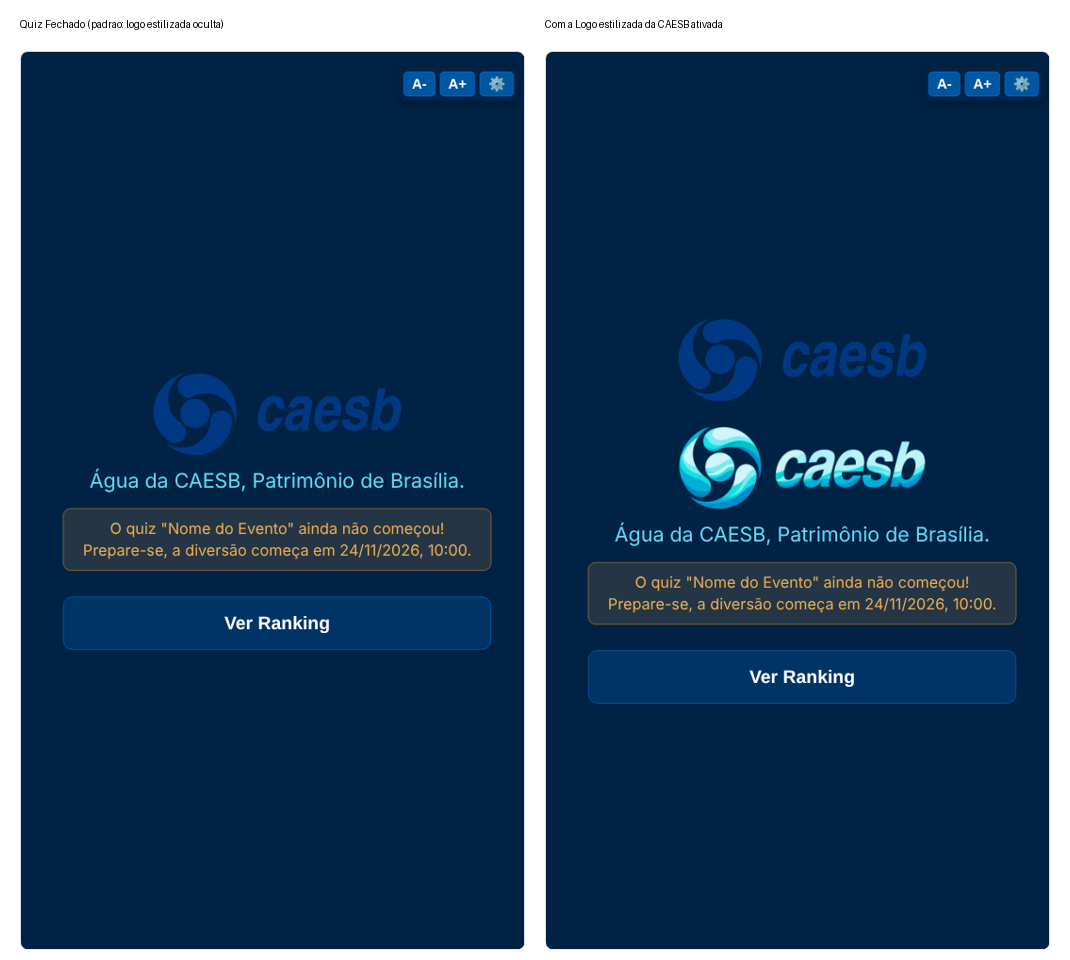 Quiz Fechado (padrao: logo estilizada oculta)
A-
A+
caesb
Água da CAESB, Patrimônio de Brasília.
O quiz "Nome do Evento" ainda não começou!
Prepare-se, a diversão começa em 24/11/2026, 10:00.
Ver Ranking
Com a Logo estilizada da CAESB ativada
A-
A+
caesb
caesb
Água da CAESB, Patrimônio de Brasília.
O quiz "Nome do Evento" ainda não começou!
Prepare-se, a diversão começa em 24/11/2026, 10:00.
Ver Ranking